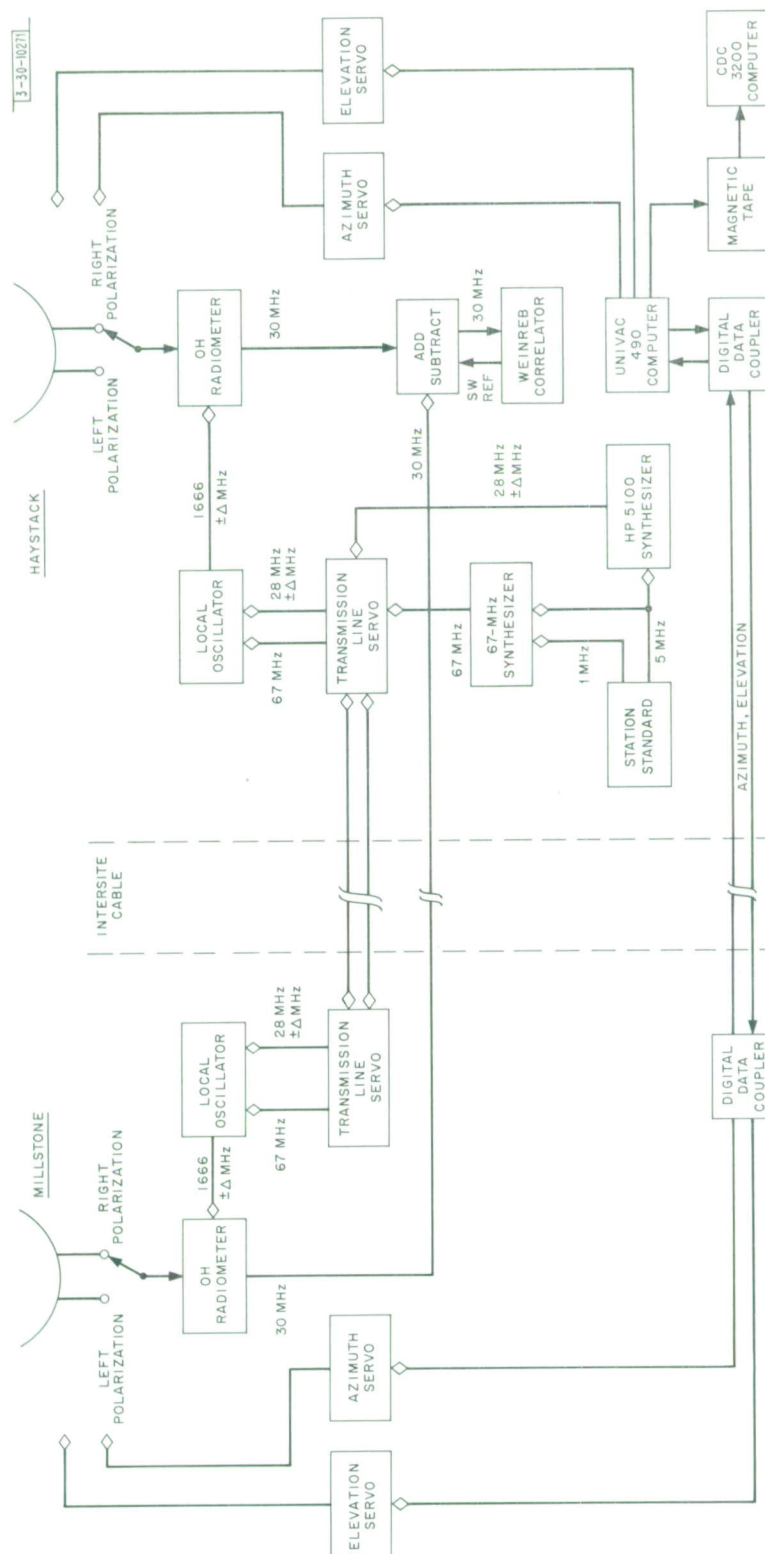 3-30-10271
MILLSTONE
INTERSITE
CABLE
HAYSTACK
LEFT
POLARIZATION
RIGHT
POLARIZATION
LEFT
POLARIZATION
RIGHT
POLARIZATION
OH
RADIOMETER
1666
±Δ MHz
LOCAL
OSCILLATOR
LOCAL
OSCILLATOR
1666
±Δ MHz
OH
RADIOMETER
30 MHz
67 MHz
28 MHz
±Δ MHz
67 MHz
28 MHz
±Δ MHz
30 MHz
ELEVATION
SERVO
AZIMUTH
SERVO
TRANSMISSION
LINE
SERVO
TRANSMISSION
LINE
SERVO
AZIMUTH
SERVO
ELEVATION
SERVO
ADD
SUBTRACT
30 MHz
SW
REF
30 MHz
WEINREB
CORRELATOR
67 MHz
28 MHz
±Δ MHz
67-MHz
SYNTHESIZER
1 MHz
5 MHz
STATION
STANDARD
HP 5100
SYNTHESIZER
UNIVAC
490
COMPUTER
AZIMUTH, ELEVATION
DIGITAL
DATA
COUPLER
DIGITAL
DATA
COUPLER
MAGNETIC
TAPE
CDC
3200
COMPUTER